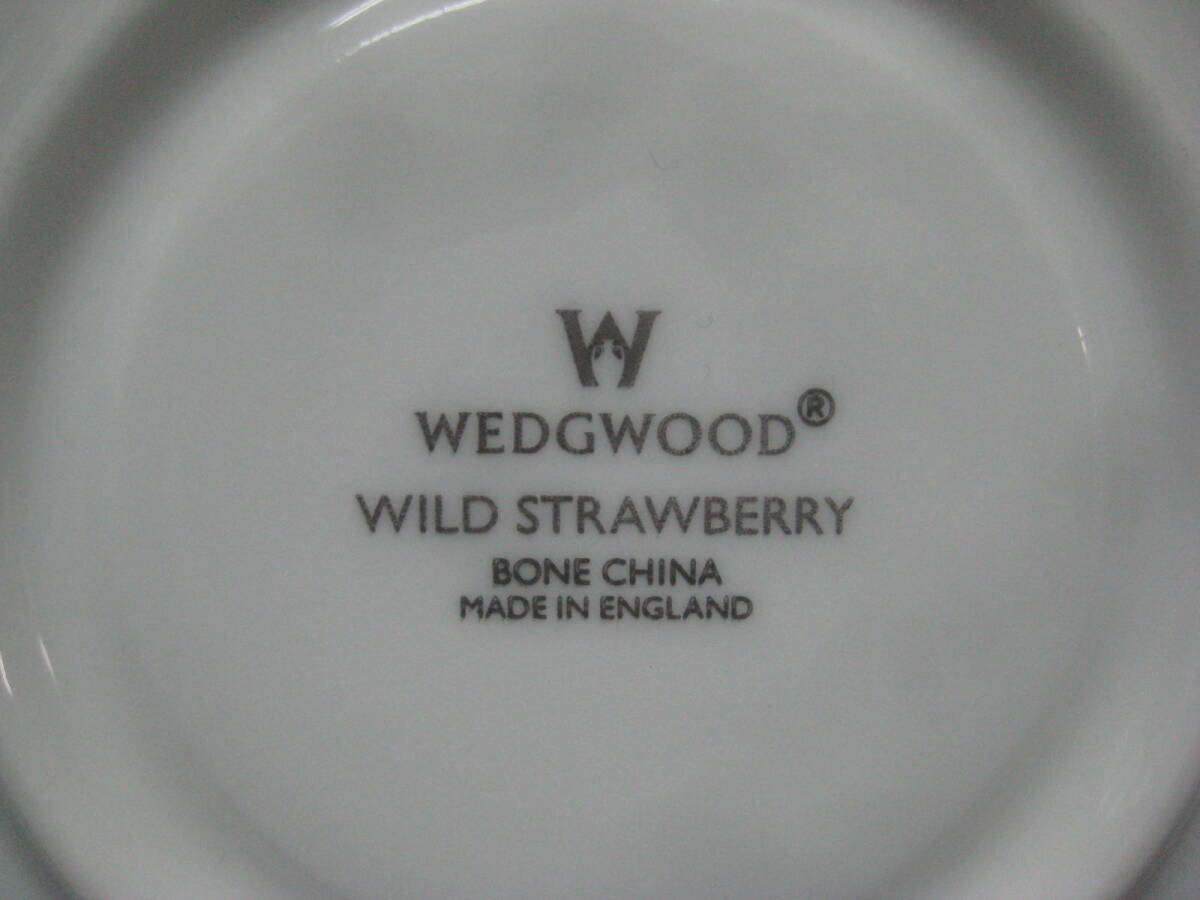 W
WEDGWOOD®
WILD STRAWBERRY
BONE CHINA
MADE IN ENGLAND